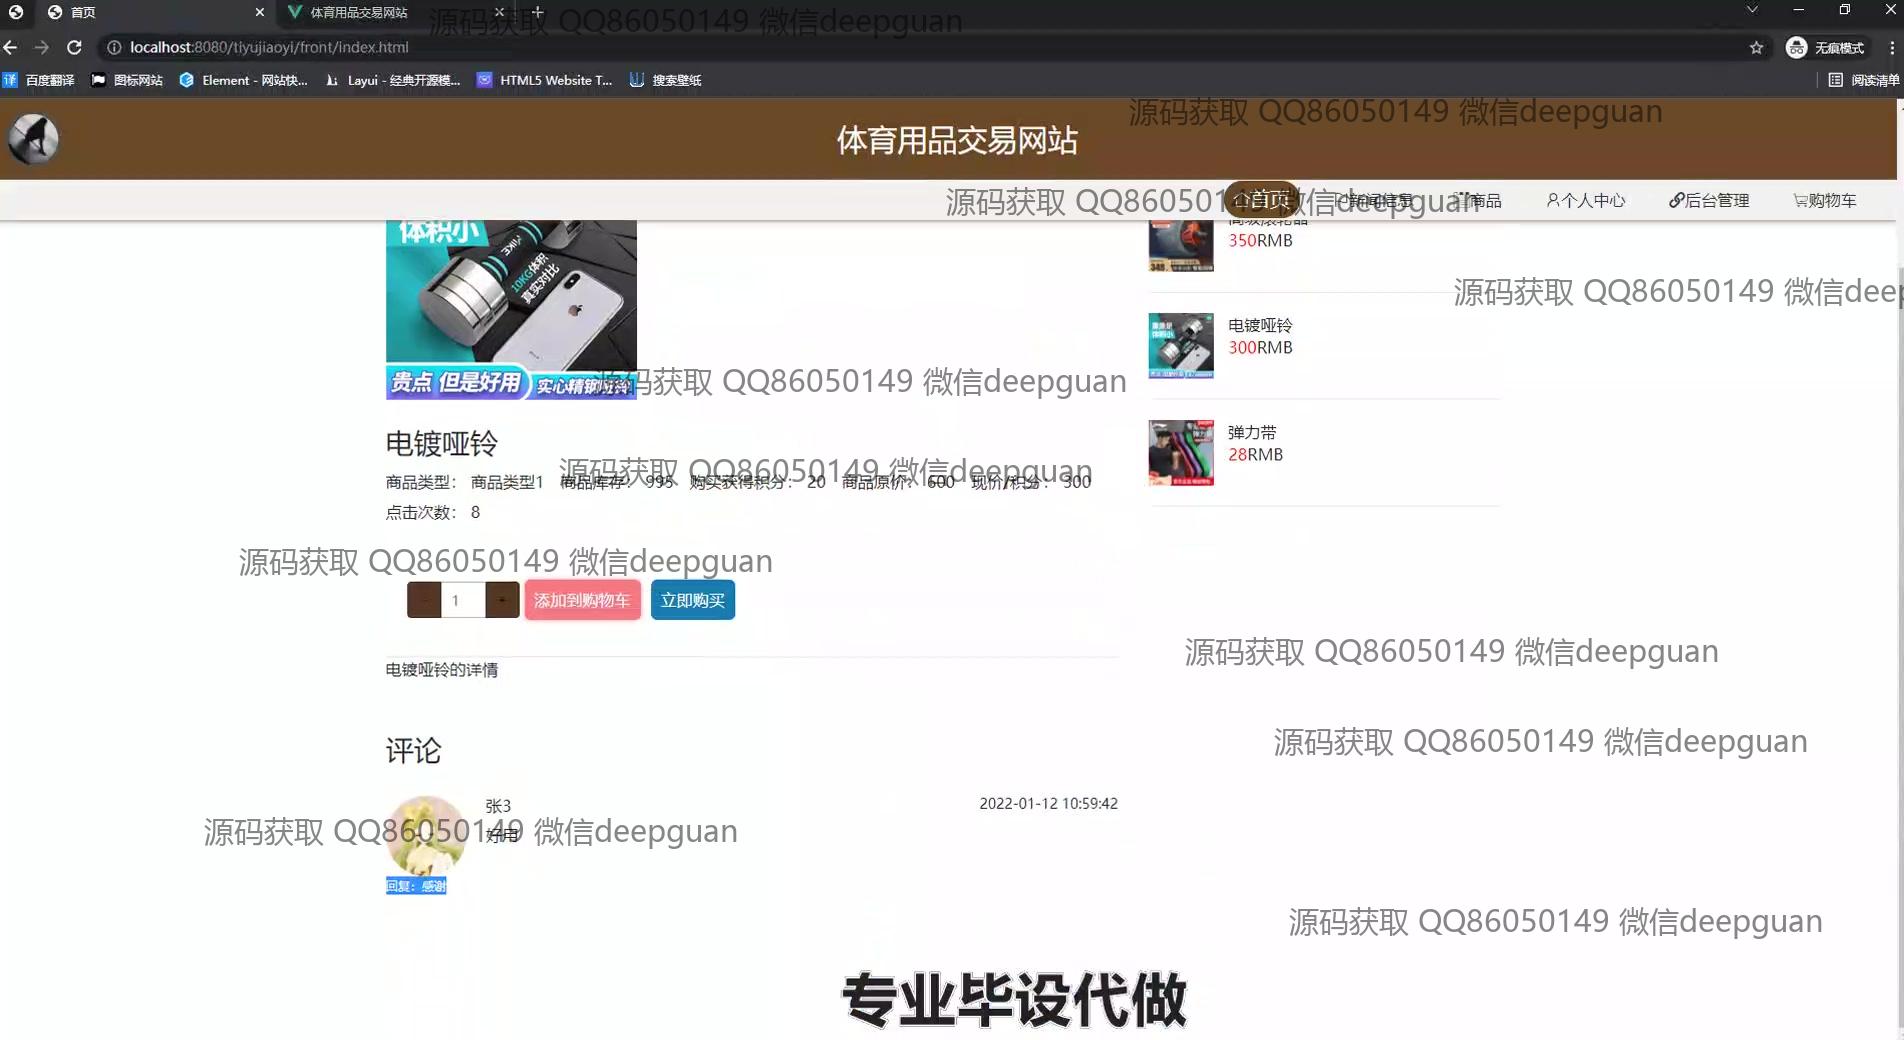 首页
体育用品交易网站
源码获取 QQ86050149 微信deepguan
localhost:8080/tiyujiaoyi/front/index.html
无痕模式
百度翻译
图标网站
Element - 网站快...
Layui - 经典开源模...
HTML5 Website T...
搜索壁纸
阅读清单
源码获取 QQ86050149 微信deepguan
体育用品交易网站
源码获取 QQ86050149 微信deepguan
首页
新闻信息
商品
个人中心
后台管理
购物车
体积小
NIKE
10KG体积
真实对比
贵点 但是好用
实心精钢哑铃
350RMB
源码获取 QQ86050149 微信deep
电镀哑铃
300RMB
源码获取 QQ86050149 微信deepguan
弹力带
28RMB
电镀哑铃
源码获取 QQ86050149 微信deepguan
商品类型： 商品类型1 商品库存： 995 购买获得积分： 20 商品原价： 600 现价/积分： 300
点击次数： 8
源码获取 QQ86050149 微信deepguan
- 1 +
添加到购物车
立即购买
源码获取 QQ86050149 微信deepguan
电镀哑铃的详情
源码获取 QQ86050149 微信deepguan
评论
张3
2022-01-12 10:59:42
源码获取 QQ86050149 微信deepguan
好用
回复：感谢
源码获取 QQ86050149 微信deepguan
专业毕设代做